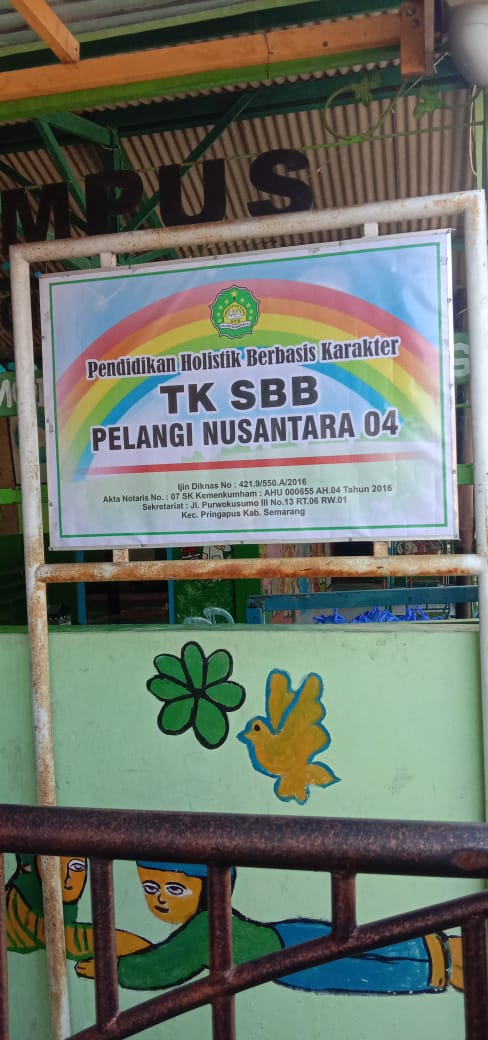 MPUS
Pendidikan Holistik Berbasis Karakter
TK SBB
PELANGI NUSANTARA 04
Ijin Diknas No : 421.9/550.A/2016
Akta Notaris No. : 07 SK Kemenkumham : AHU 000655 AH.04 Tahun 2016
Sekretariat : Jl. Purwokusumo III No.13 RT.06 RW.01
Kec. Pringapus Kab. Semarang